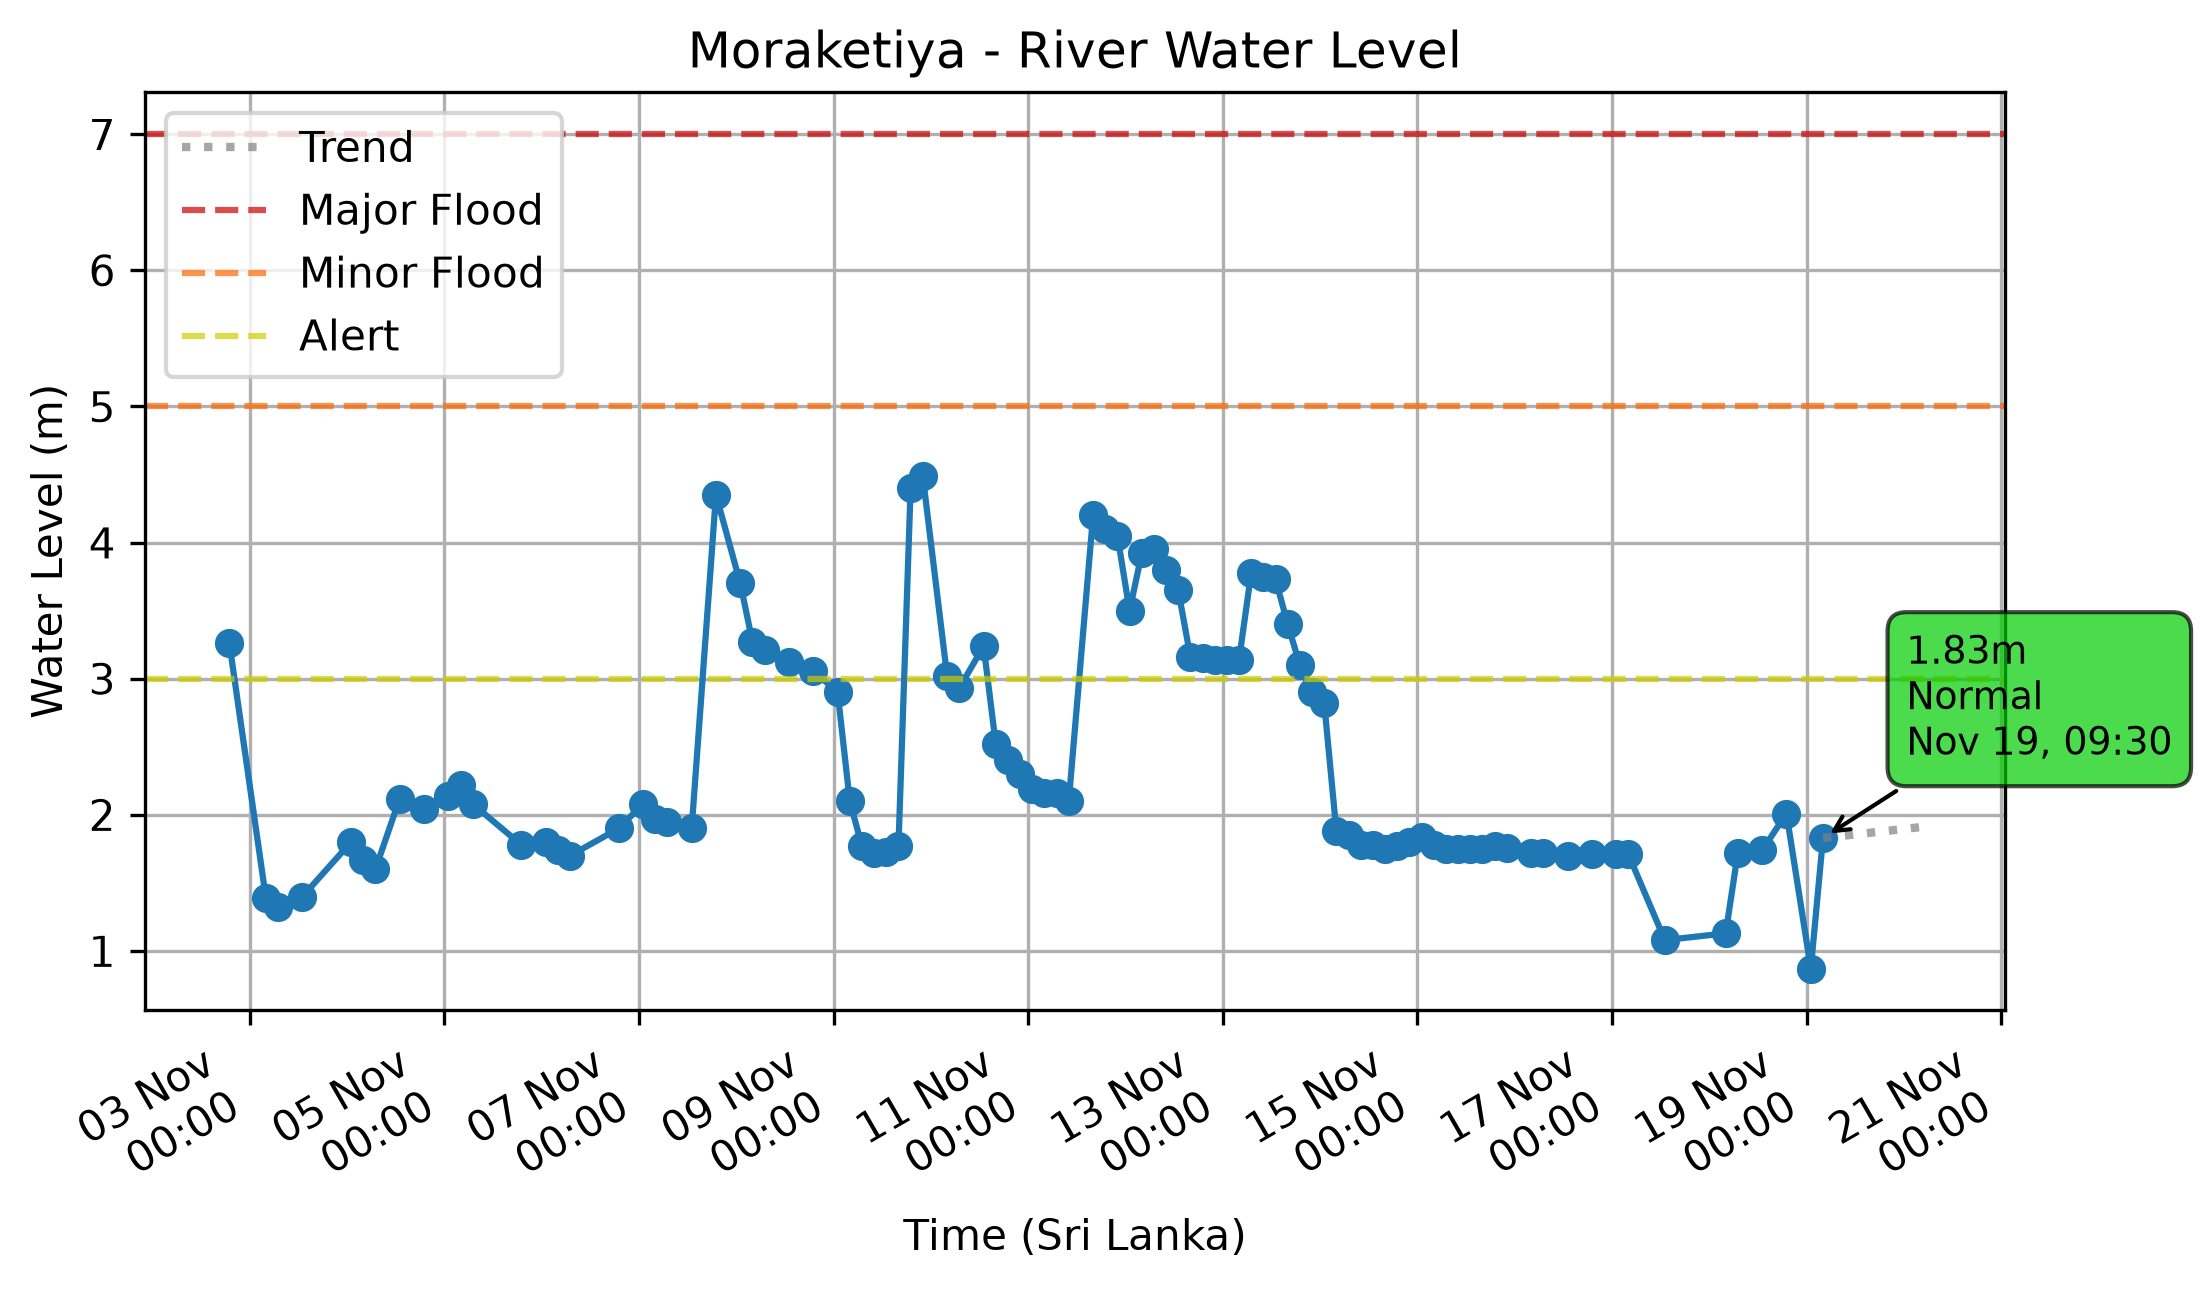 Moraketiya - River Water Level
Trend
Major Flood
Minor Flood
Alert
Water Level (m)
7
6
5
4
3
2
1
1.83m
Normal
Nov 19, 09:30
03 Nov
00:00
05 Nov
00:00
07 Nov
00:00
09 Nov
00:00
11 Nov
00:00
13 Nov
00:00
15 Nov
00:00
17 Nov
00:00
19 Nov
00:00
21 Nov
00:00
Time (Sri Lanka)